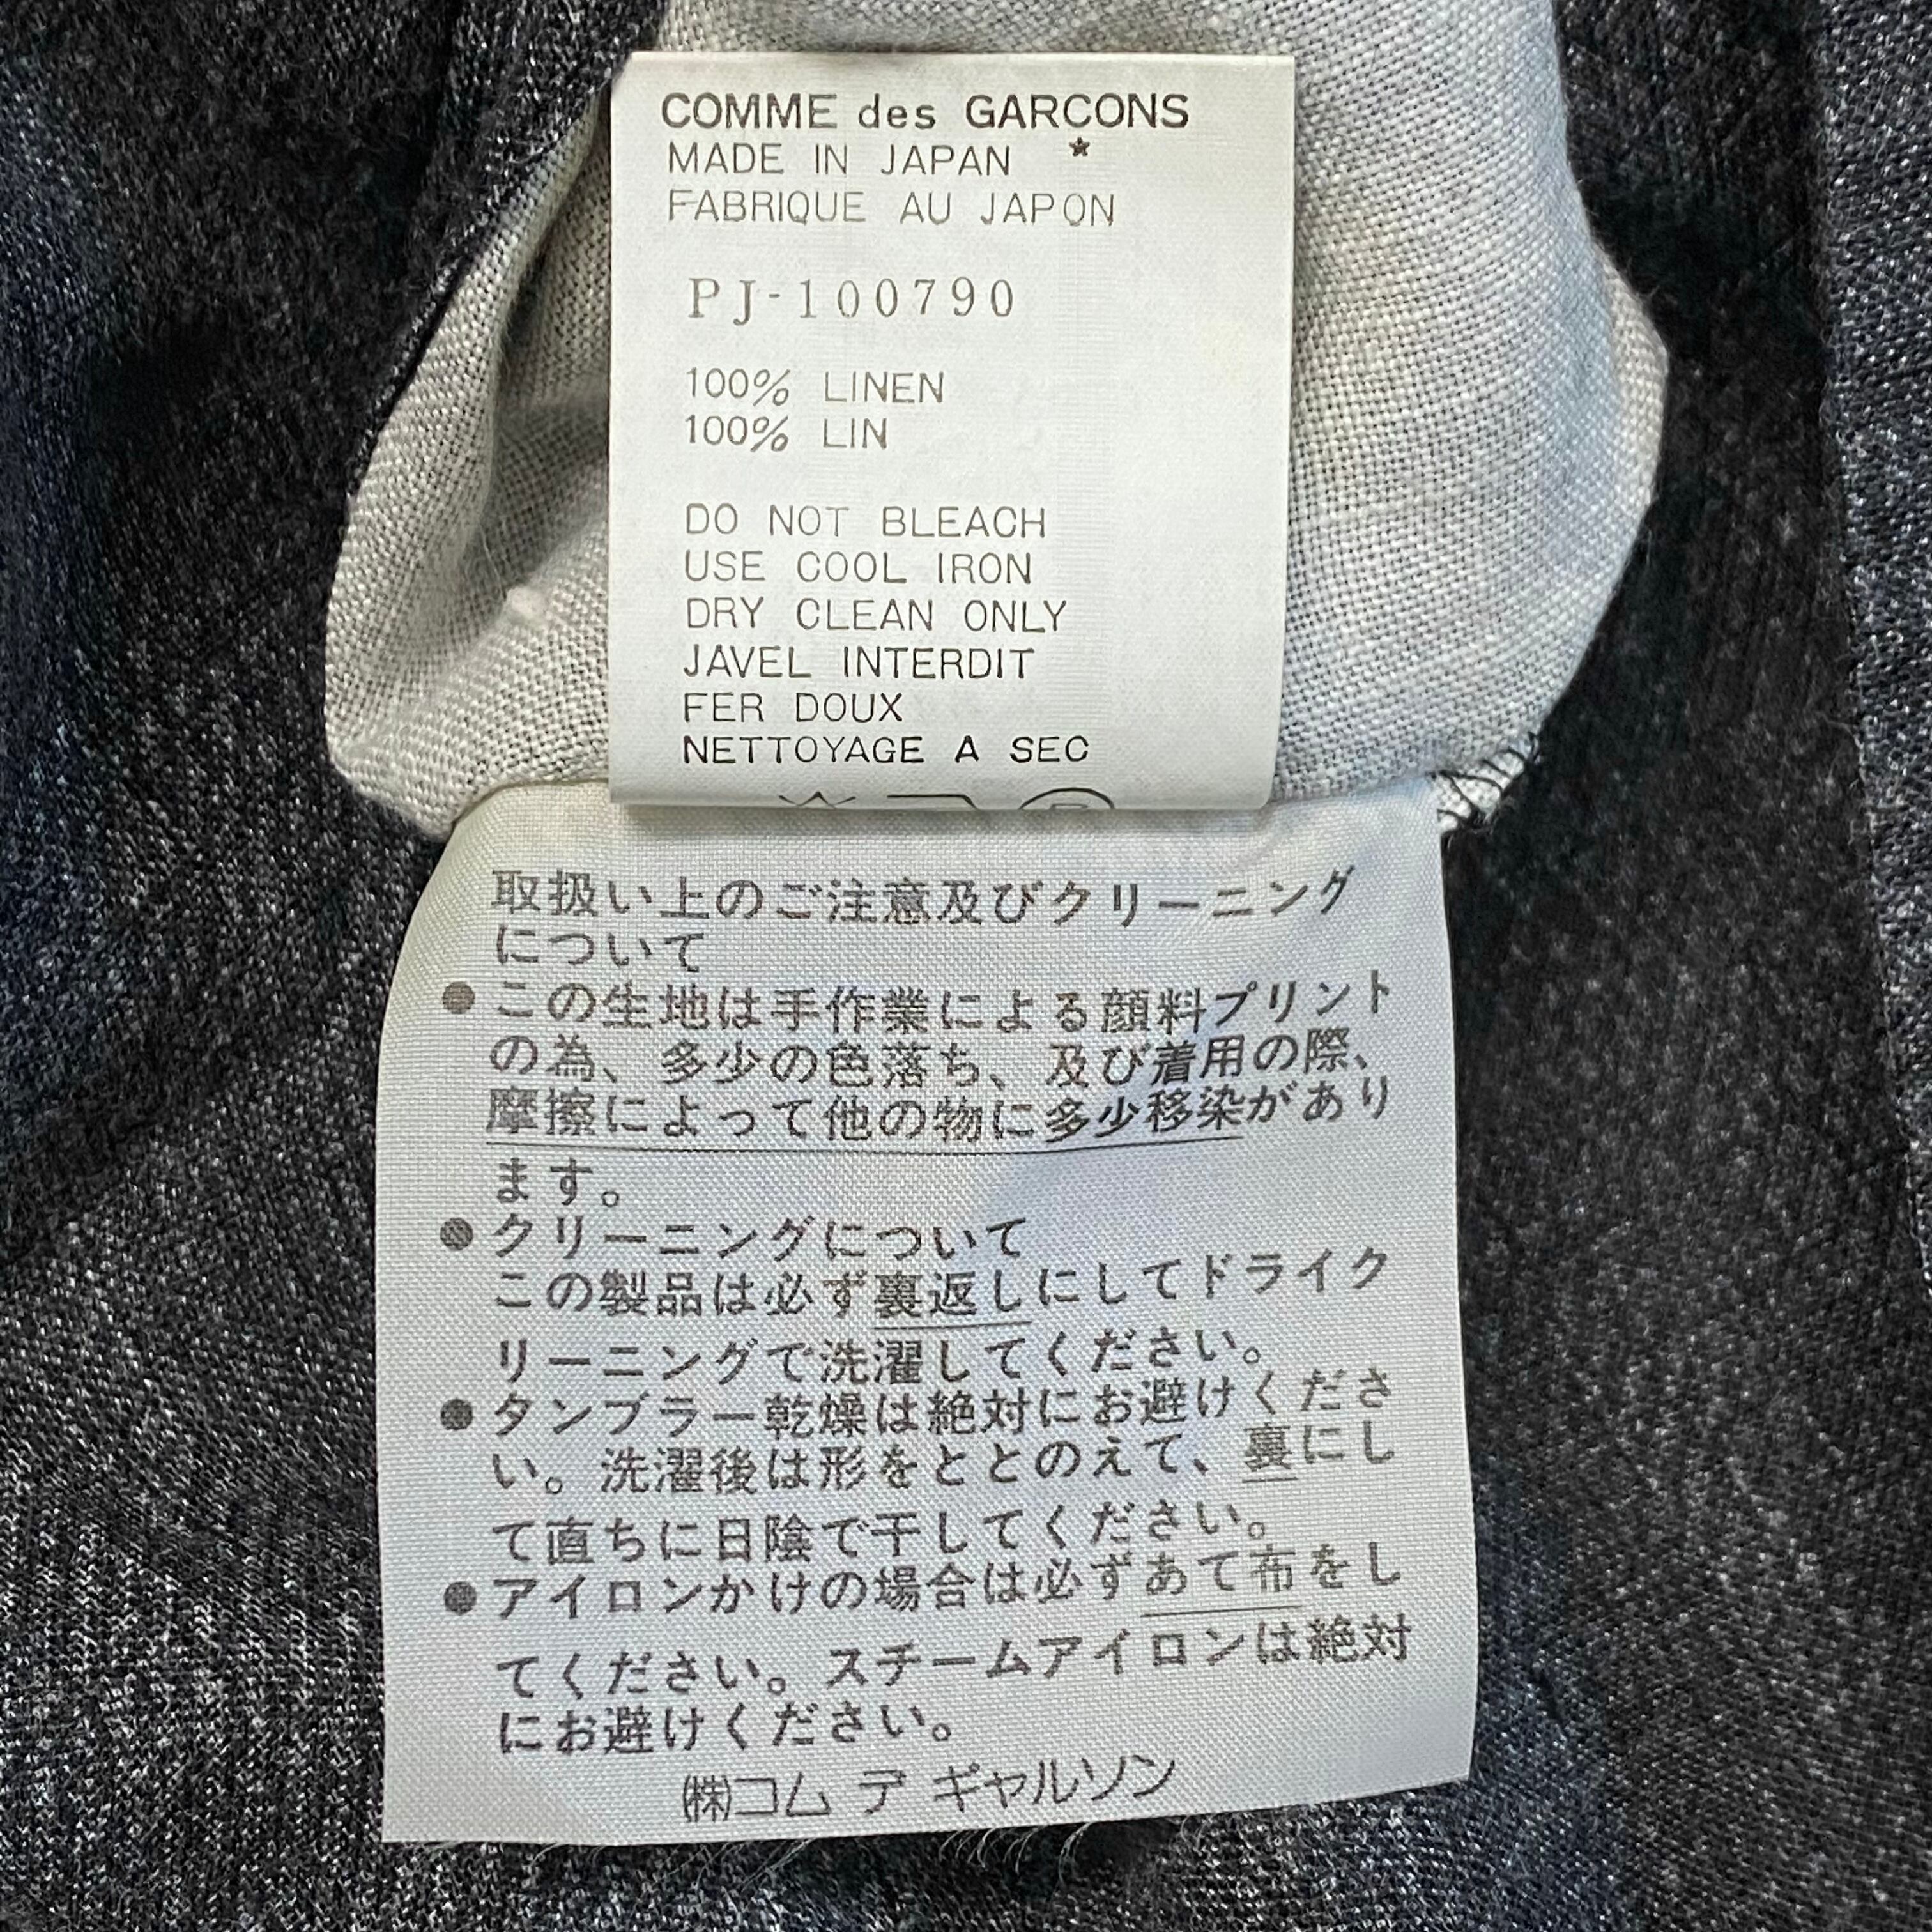 COMME des GARCONS
MADE IN JAPAN *
FABRIQUE AU JAPON
PJ-100790
100% LINEN
100% LIN
DO NOT BLEACH
USE COOL IRON
DRY CLEAN ONLY
JAVEL INTERDIT
FER DOUX
NETTOYAGE A SEC
取扱い上のご注意及びクリーニング
について
●この生地は手作業による顔料プリント
の為、多少の色落ち、及び着用の際、
摩擦によって他の物に多少移染があり
ます。
●クリーニングについて
この製品は必ず裏返しにしてドライク
リーニングで洗濯してください。
●タンブラー乾燥は絶対にお避けくださ
い。洗濯後は形をととのえて、裏にし
て直ちに日陰で干してください。
●アイロンかけの場合は必ずあて布をし
てください。スチームアイロンは絶対
にお避けください。
㈱コム デ ギャルソン